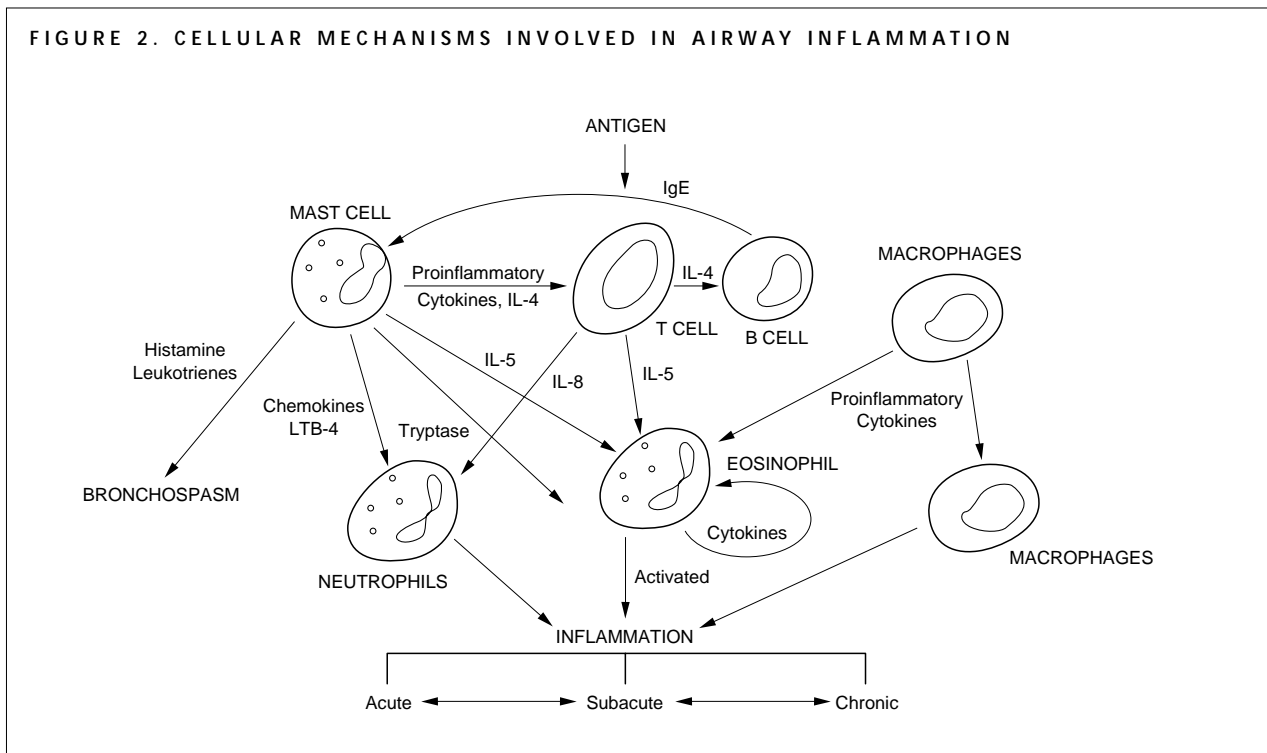 FIGURE 2. CELLULAR MECHANISMS INVOLVED IN AIRWAY INFLAMMATION
ANTIGEN
IgE
MAST CELL
MACROPHAGES
Proinflammatory
Cytokines, IL-4
IL-4
T CELL
B CELL
Histamine
Leukotrienes
IL-5
IL-8
IL-5
Chemokines
LTB-4
Tryptase
Proinflammatory
Cytokines
BRONCHOSPASM
EOSINOPHIL
Cytokines
NEUTROPHILS
Activated
MACROPHAGES
INFLAMMATION
Acute
Subacute
Chronic